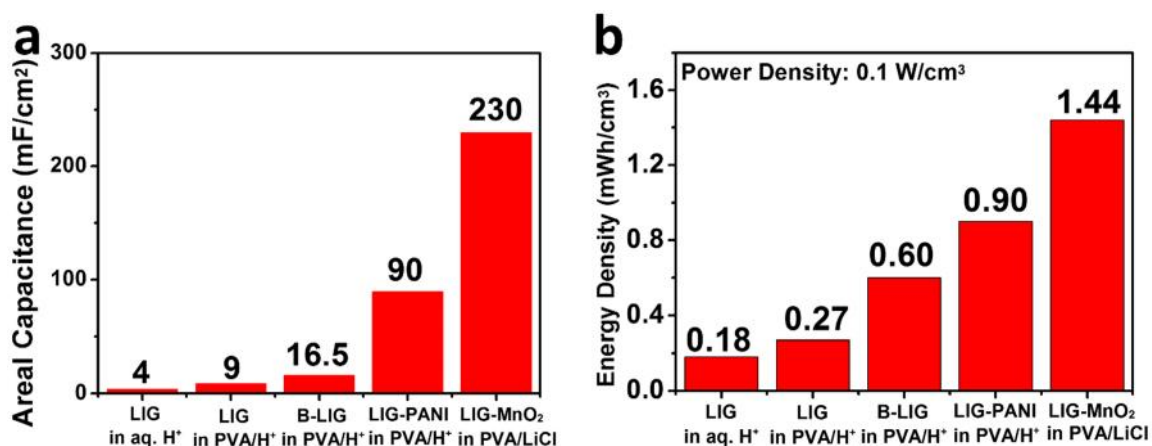 a
Areal Capacitance (mF/cm²)
300
200
100
0
4
9
16.5
90
230
LIG
in aq. H⁺
LIG
in PVA/H⁺
B-LIG
in PVA/H⁺
LIG-PANI
in PVA/H⁺
LIG-MnO₂
in PVA/LiCl
b
Power Density: 0.1 W/cm³
Energy Density (mWh/cm³)
1.6
1.2
0.8
0.4
0.0
0.18
0.27
0.60
0.90
1.44
LIG
in aq. H⁺
LIG
in PVA/H⁺
B-LIG
in PVA/H⁺
LIG-PANI
in PVA/H⁺
LIG-MnO₂
in PVA/LiCl